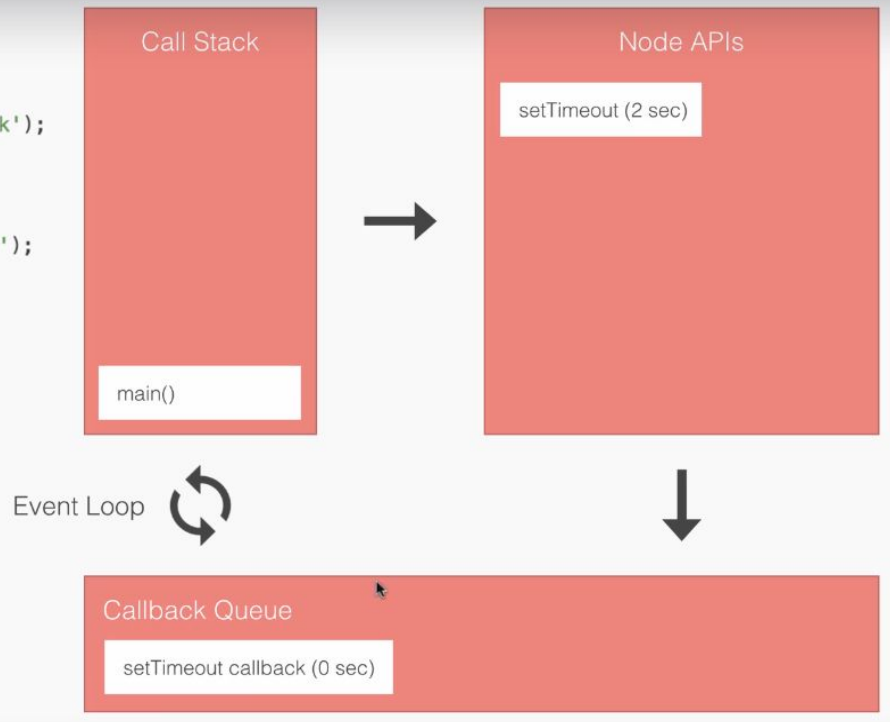 Call Stack
Node APIs
setTimeout (2 sec)
k');
');
main()
Event Loop
Callback Queue
setTimeout callback (0 sec)